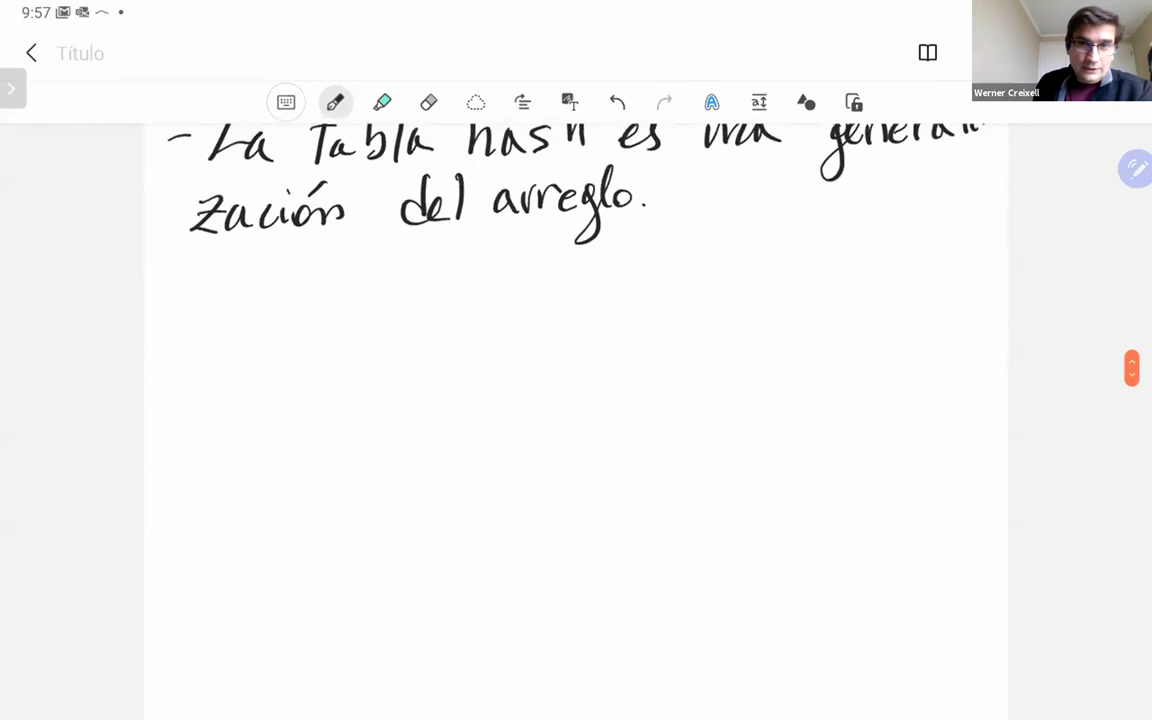 9:57
Título
Werner Creixell
- La Tabla hash es una generali
zación del arreglo.